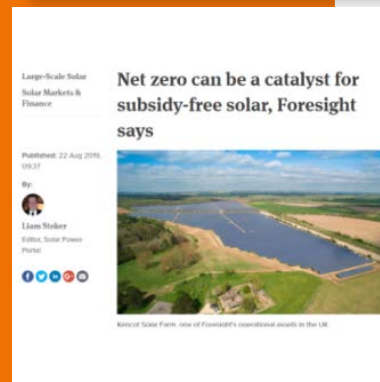 Large-Scale Solar
Solar Markets &
Finance
Net zero can be a catalyst for
subsidy-free solar, Foresight
says
Published: 22 Aug 2019,
09:37
By:
Liam Stoker
Editor, Solar Power
Portal
Kencot Solar Farm, one of Foresight's operational assets in the UK.